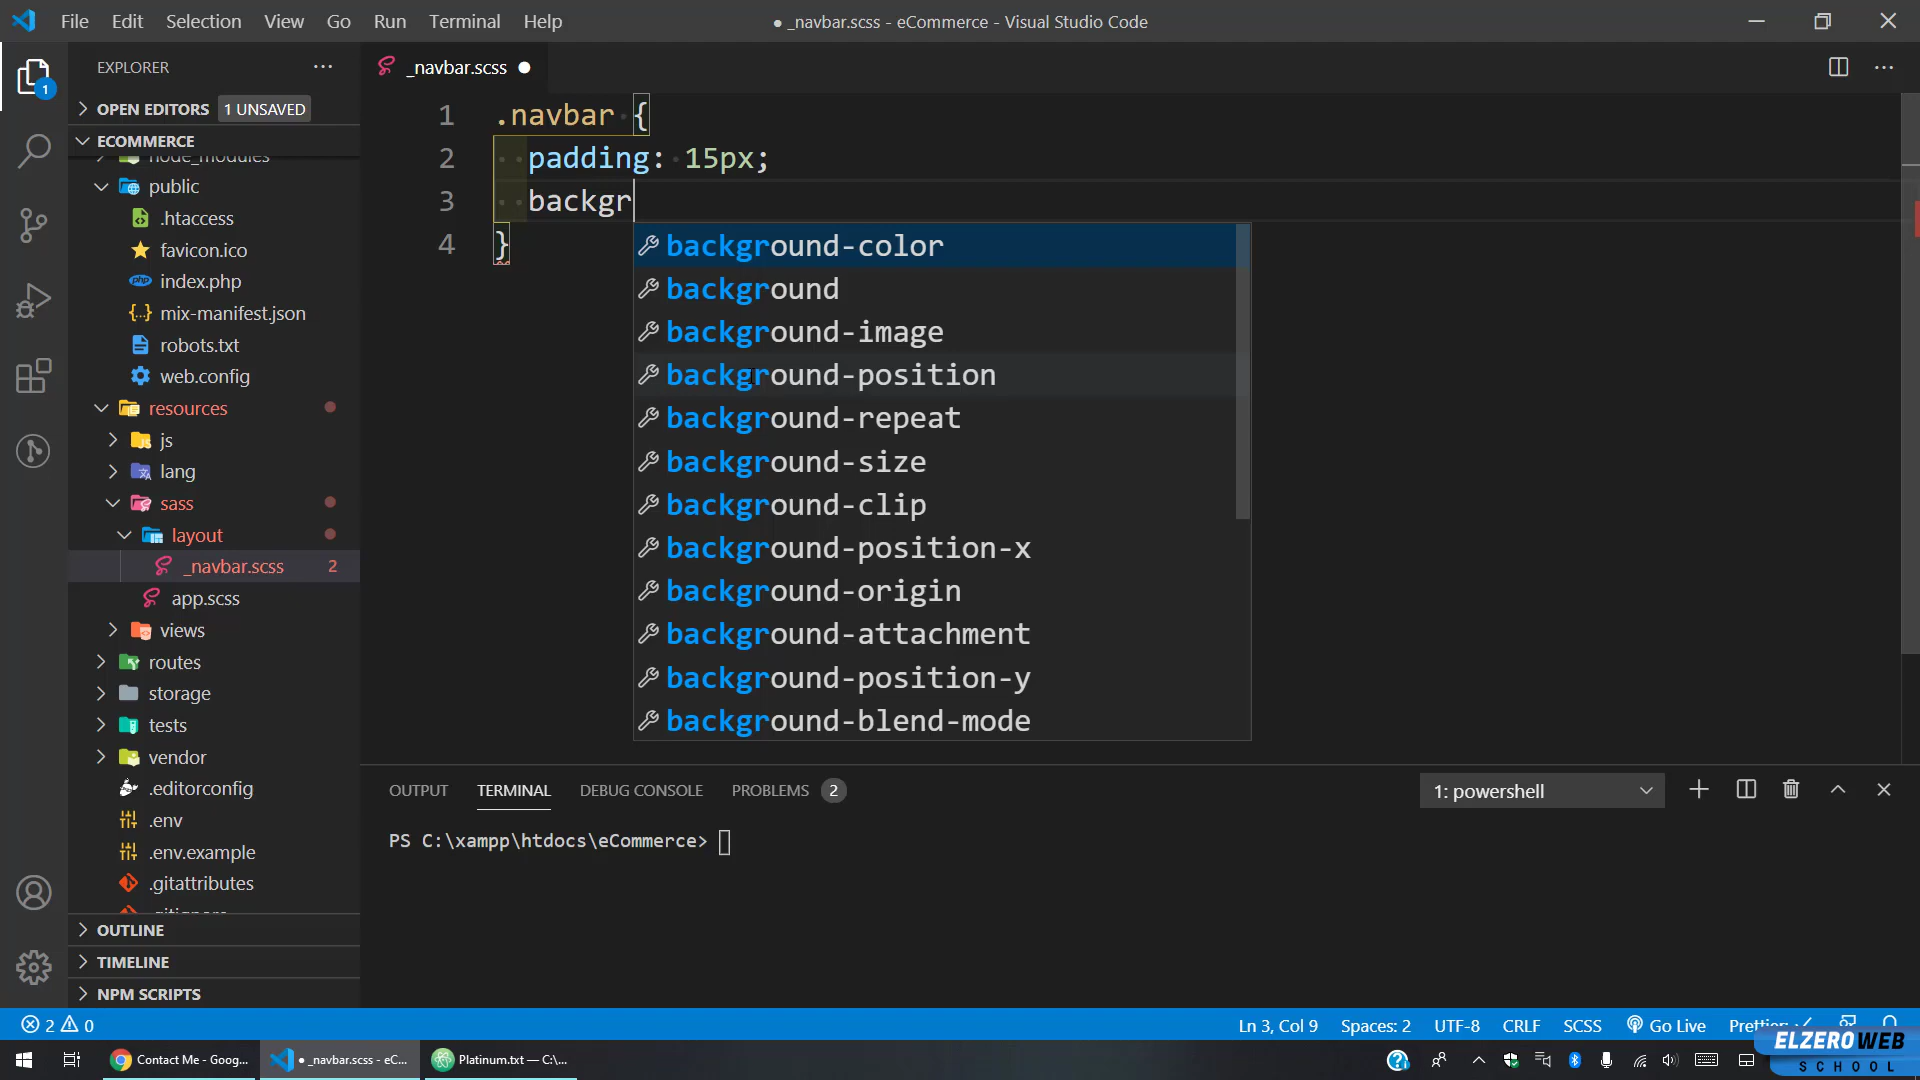 File Edit Selection View Go Run Terminal Help
● _navbar.scss - eCommerce - Visual Studio Code
EXPLORER
_navbar.scss
OPEN EDITORS 1 UNSAVED
ECOMMERCE
node_modules
public
.htaccess
favicon.ico
index.php
mix-manifest.json
robots.txt
web.config
resources
js
lang
sass
layout
_navbar.scss 2
app.scss
views
routes
storage
tests
vendor
.editorconfig
.env
.env.example
.gitattributes
.gitignore
OUTLINE
TIMELINE
NPM SCRIPTS
1
1 .navbar {
2 padding: 15px;
3 backgr
4 }
background-color
background
background-image
background-position
background-repeat
background-size
background-clip
background-position-x
background-origin
background-attachment
background-position-y
background-blend-mode
OUTPUT TERMINAL DEBUG CONSOLE PROBLEMS 2
1: powershell
PS C:\xampp\htdocs\eCommerce>
2 0
Ln 3, Col 9 Spaces: 2 UTF-8 CRLF SCSS Go Live Prettier
Contact Me - Goog...
● _navbar.scss - eC...
Platinum.txt — C:\...
ELZEROWEB
SCHOOL